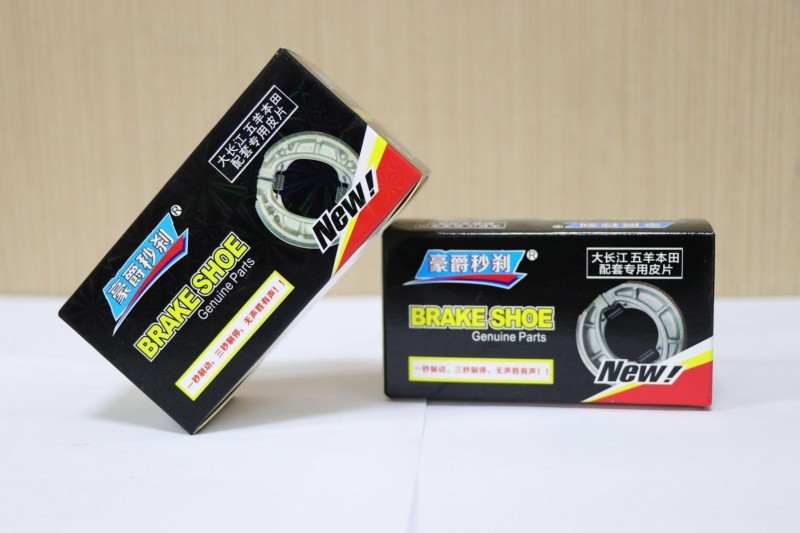 大长江 五羊本田
配套专用皮片
豪爵秒刹®
BRAKE SHOE
Genuine Parts
New!
一秒制动，三秒制停，无声胜有声！！
豪爵秒刹®
大长江 五羊本田
配套专用皮片
BRAKE SHOE
Genuine Parts
New!
一秒制动，三秒制停，无声胜有声！！